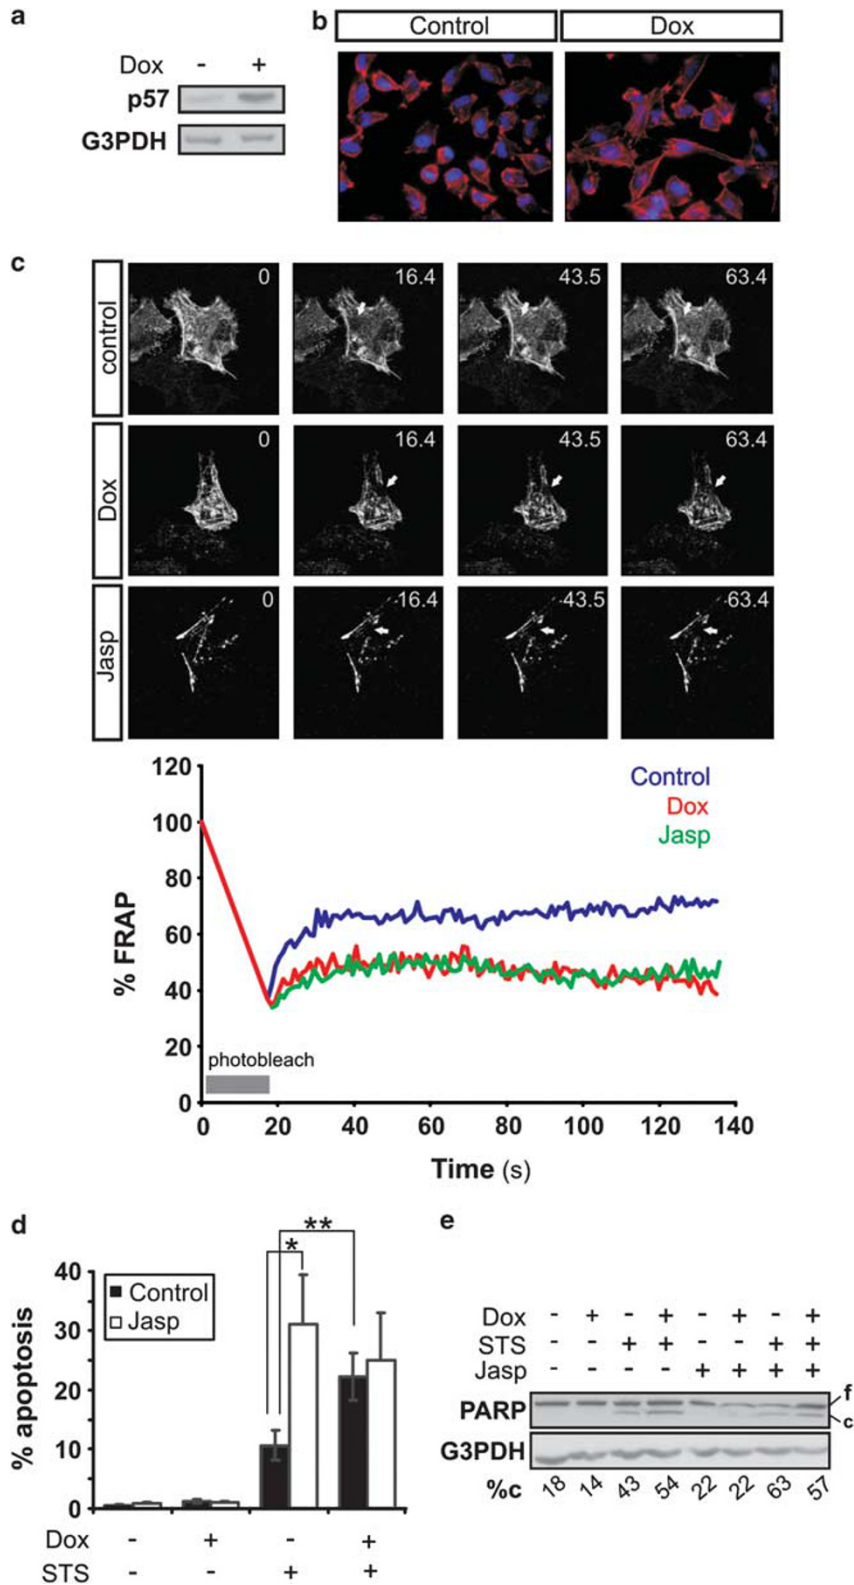 a
Dox - +
p57
G3PDH
b
Control Dox
c
control
0 16.4 43.5 63.4
Dox
0 16.4 43.5 63.4
Jasp
0 16.4 43.5 63.4
120
100
80
60
40
20
0
% FRAP
Control
Dox
Jasp
photobleach
0 20 40 60 80 100 120 140
Time (s)
d
**
*
40
30
20
10
0
% apoptosis
Control
Jasp
Dox - + - +
STS - - + +
e
Dox - + - + - + - +
STS - - + + - - + +
Jasp - - - - + + + +
PARP
f
c
G3PDH
%c 18 14 43 54 22 22 63 57